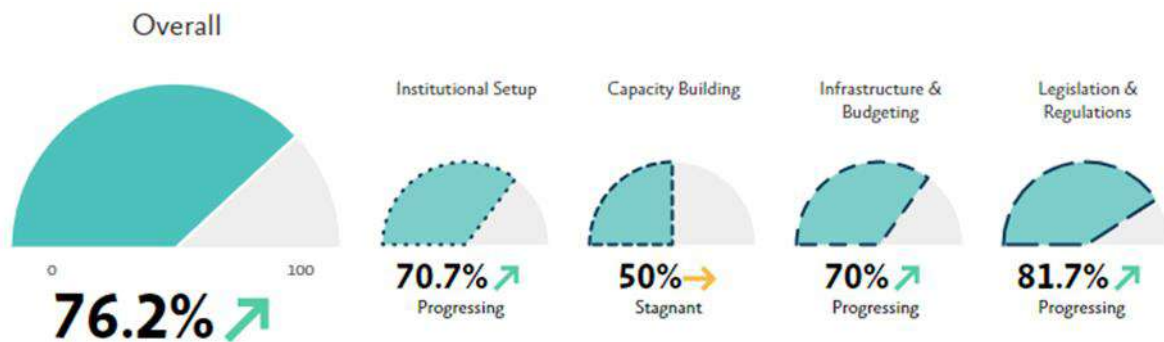 Overall
0
100
76.2%
Institutional Setup
70.7%
Progressing
Capacity Building
50%
Stagnant
Infrastructure &
Budgeting
70%
Progressing
Legislation &
Regulations
81.7%
Progressing